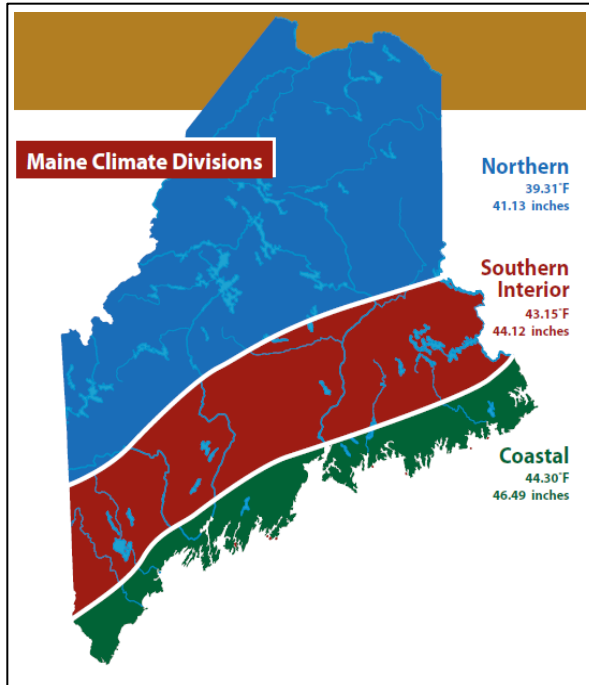 Maine Climate Divisions
Northern
39.31°F
41.13 inches
Southern
Interior
43.15°F
44.12 inches
Coastal
44.30°F
46.49 inches